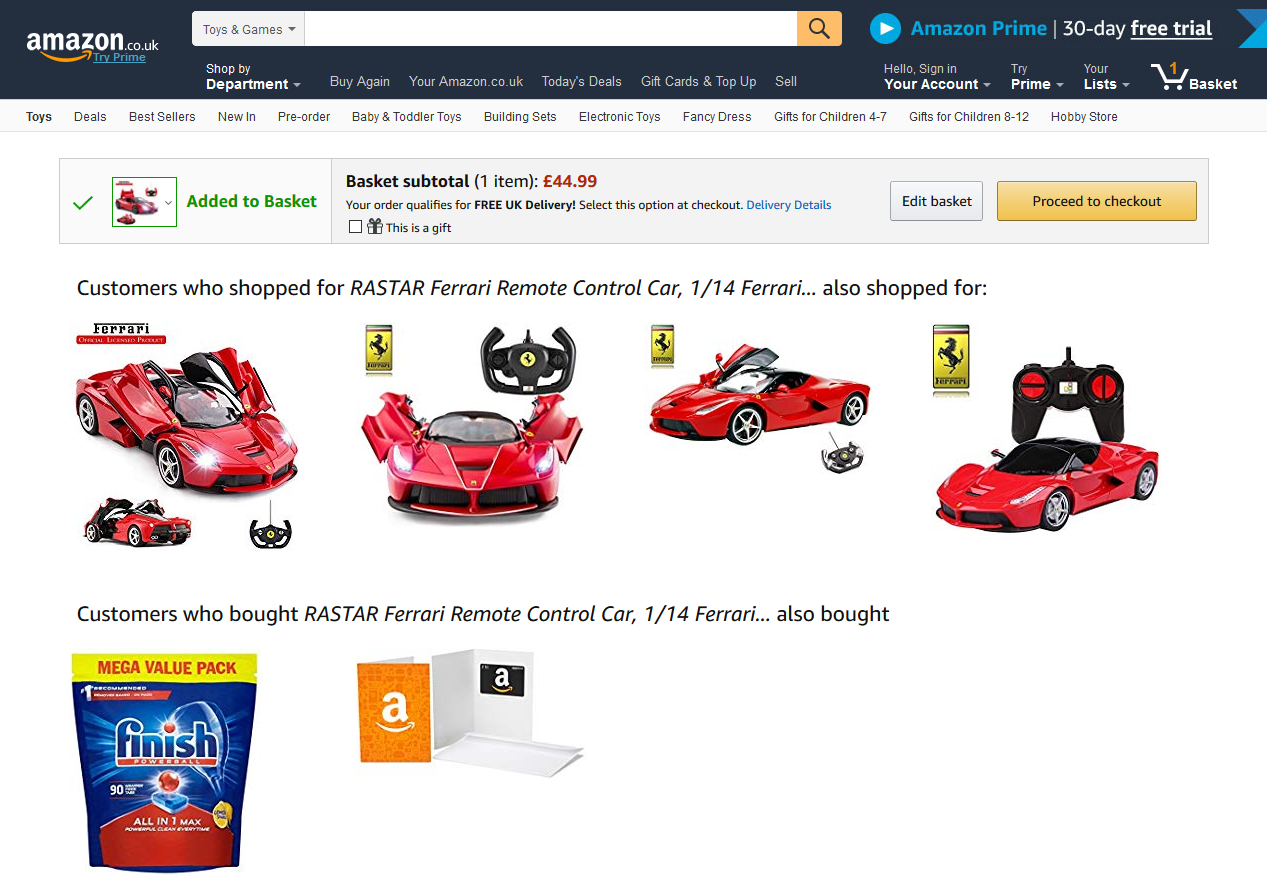 amazon.co.uk
Try Prime
Toys & Games
Amazon Prime | 30-day free trial
Shop by
Department
Buy Again
Your Amazon.co.uk
Today's Deals
Gift Cards & Top Up
Sell
Hello, Sign in
Your Account
Try
Prime
Your
Lists
1
Basket
Toys
Deals
Best Sellers
New In
Pre-order
Baby & Toddler Toys
Building Sets
Electronic Toys
Fancy Dress
Gifts for Children 4-7
Gifts for Children 8-12
Hobby Store
Added to Basket
Basket subtotal (1 item): £44.99
Your order qualifies for FREE UK Delivery! Select this option at checkout. Delivery Details
This is a gift
Edit basket
Proceed to checkout
Customers who shopped for RASTAR Ferrari Remote Control Car, 1/14 Ferrari... also shopped for:
Ferrari
OFFICIAL LICENSED PRODUCT
Ferrari
Ferrari
Ferrari
Customers who bought RASTAR Ferrari Remote Control Car, 1/14 Ferrari... also bought
MEGA VALUE PACK
RECOMMENDED
finish
POWERBALL
90
ALL IN 1 MAX
POWERFUL CLEAN EVERYTIME
a
a